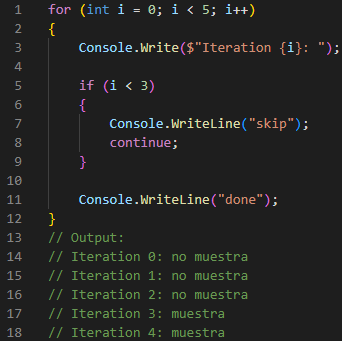 1 for (int i = 0; i < 5; i++)
2 {
3     Console.Write($"Iteration {i}: ");
4
5     if (i < 3)
6     {
7         Console.WriteLine("skip");
8         continue;
9     }
10
11     Console.WriteLine("done");
12 }
13 // Output:
14 // Iteration 0: no muestra
15 // Iteration 1: no muestra
16 // Iteration 2: no muestra
17 // Iteration 3: muestra
18 // Iteration 4: muestra